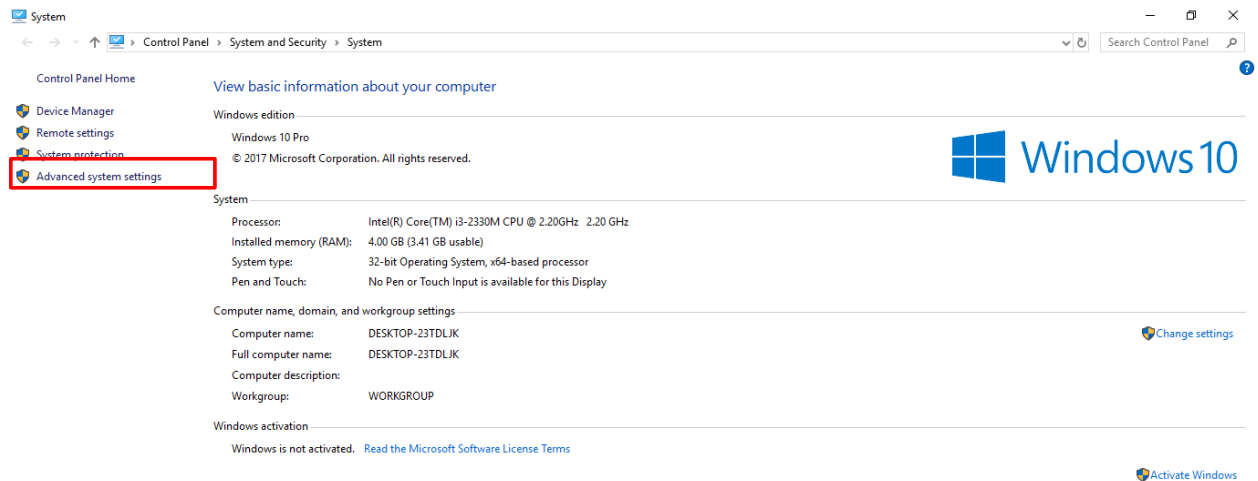 System
Control Panel > System and Security > System
Search Control Panel
Control Panel Home
Device Manager
Remote settings
System protection
Advanced system settings
View basic information about your computer
Windows edition
Windows 10 Pro
© 2017 Microsoft Corporation. All rights reserved.
Windows 10
System
Processor: Intel(R) Core(TM) i3-2330M CPU @ 2.20GHz 2.20 GHz
Installed memory (RAM): 4.00 GB (3.41 GB usable)
System type: 32-bit Operating System, x64-based processor
Pen and Touch: No Pen or Touch Input is available for this Display
Computer name, domain, and workgroup settings
Computer name: DESKTOP-23TDLJK
Change settings
Full computer name: DESKTOP-23TDLJK
Computer description:
Workgroup: WORKGROUP
Windows activation
Windows is not activated. Read the Microsoft Software License Terms
Activate Windows